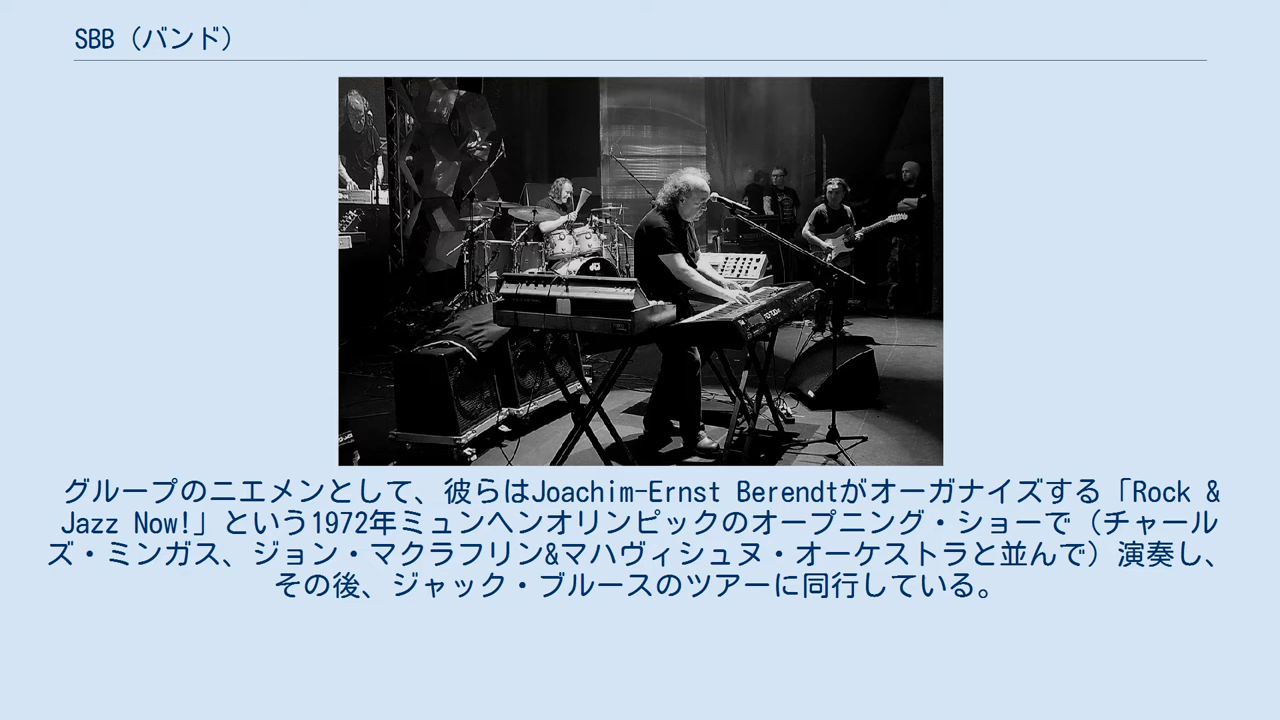 SBB（バンド）
グループのニエメンとして、彼らはJoachim-Ernst Berendtがオーガナイズする「Rock &
Jazz Now!」という1972年ミュンヘンオリンピックのオープニング・ショーで（チャール
ズ・ミンガス、ジョン・マクラフリン&マハヴィシュヌ・オーケストラと並んで）演奏し、
その後、ジャック・ブルースのツアーに同行している。